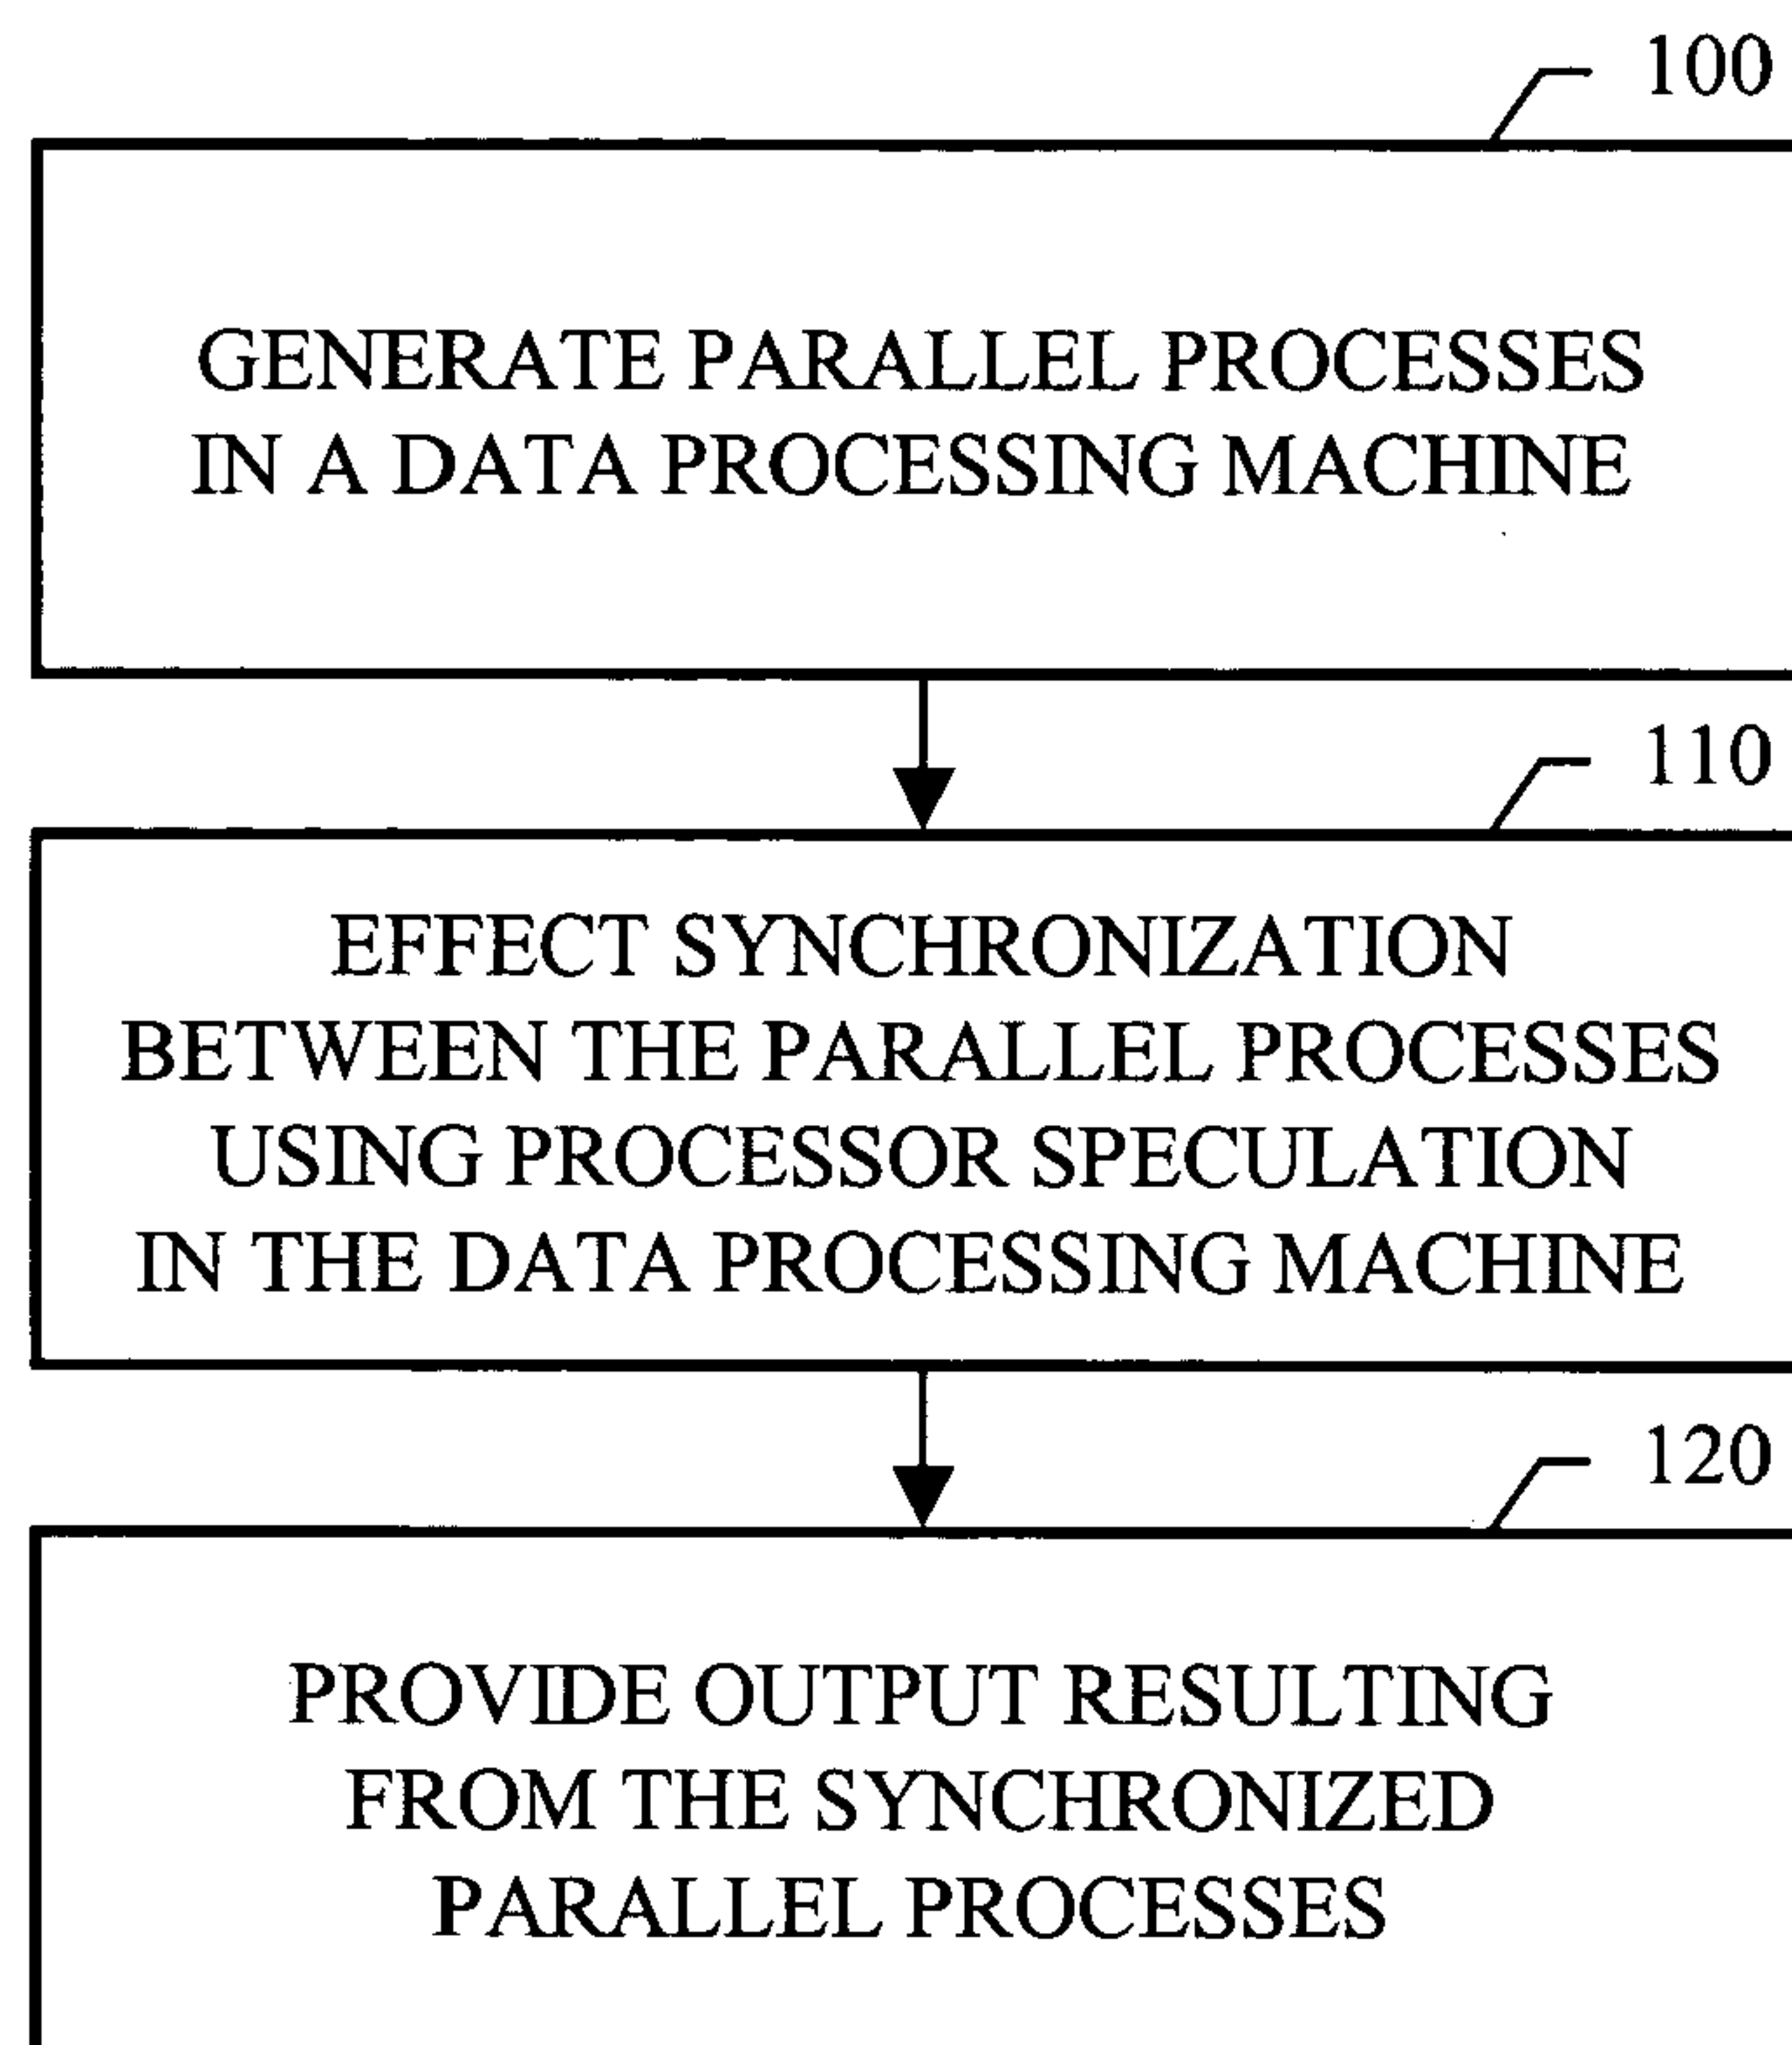 100
GENERATE PARALLEL PROCESSES
IN A DATA PROCESSING MACHINE
110
EFFECT SYNCHRONIZATION
BETWEEN THE PARALLEL PROCESSES
USING PROCESSOR SPECULATION
IN THE DATA PROCESSING MACHINE
120
PROVIDE OUTPUT RESULTING
FROM THE SYNCHRONIZED
PARALLEL PROCESSES